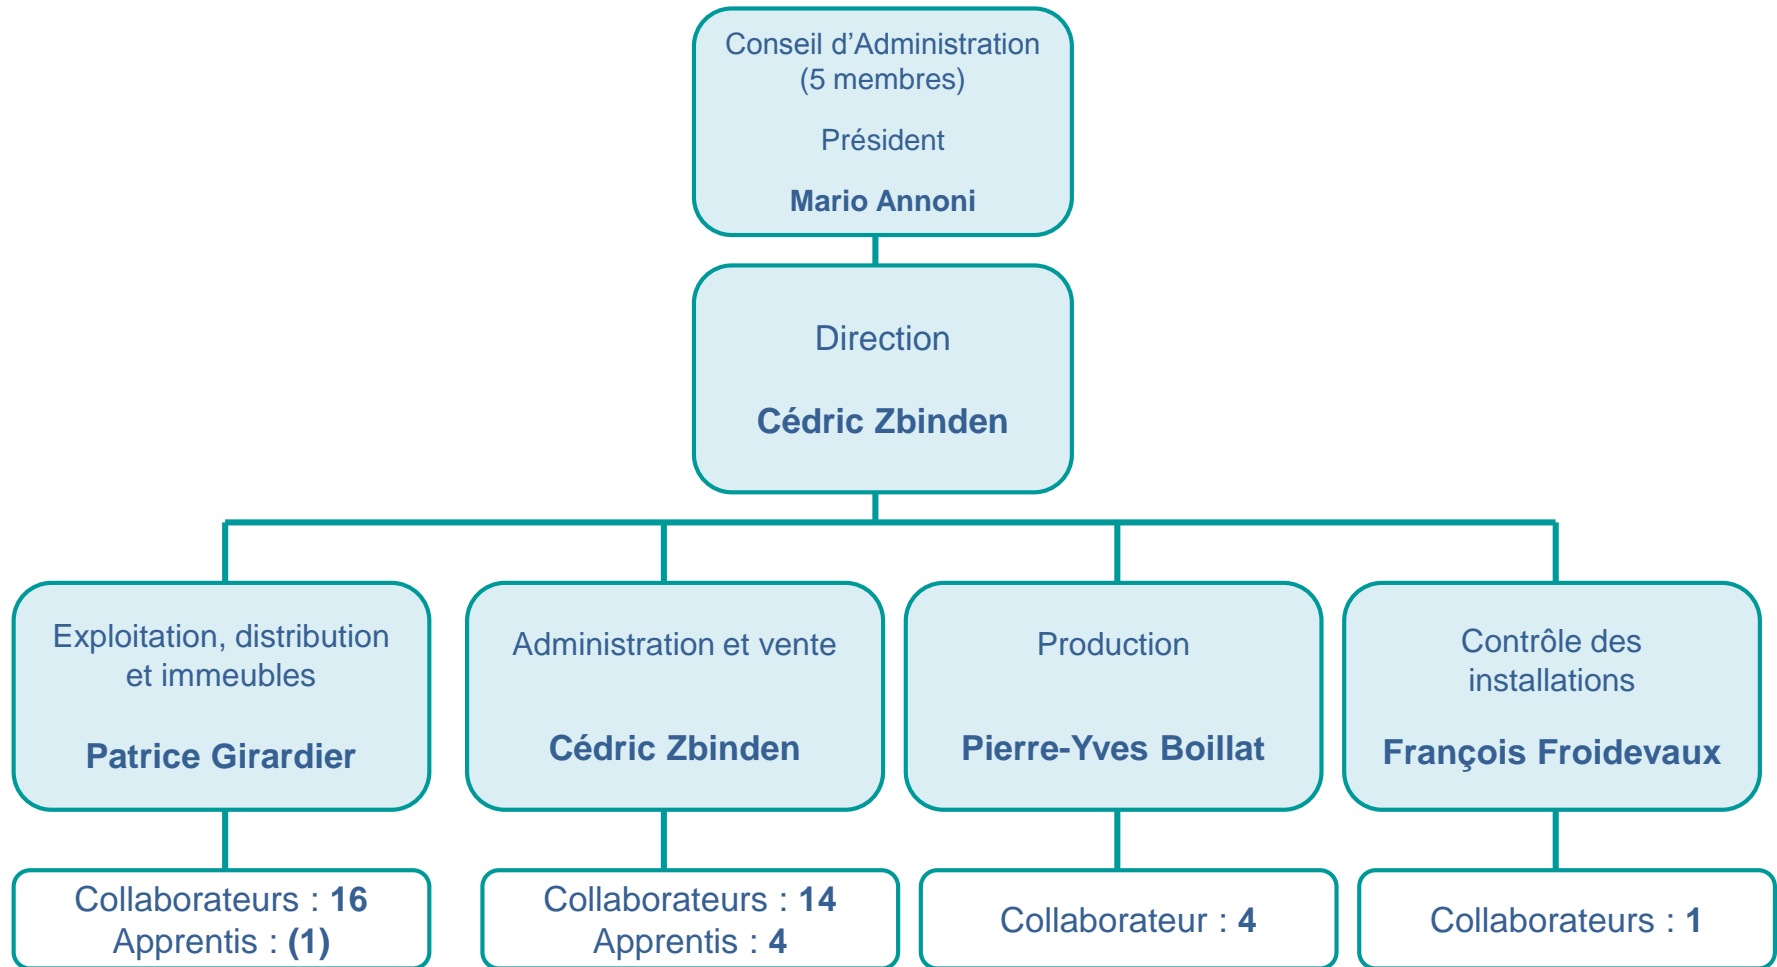 Conseil d’Administration
(5 membres)
Président
Mario Annoni
Direction
Cédric Zbinden
Exploitation, distribution
et immeubles
Patrice Girardier
Administration et vente
Cédric Zbinden
Production
Pierre-Yves Boillat
Contrôle des
installations
François Froidevaux
Collaborateurs : 16
Apprentis : (1)
Collaborateurs : 14
Apprentis : 4
Collaborateur : 4
Collaborateurs : 1